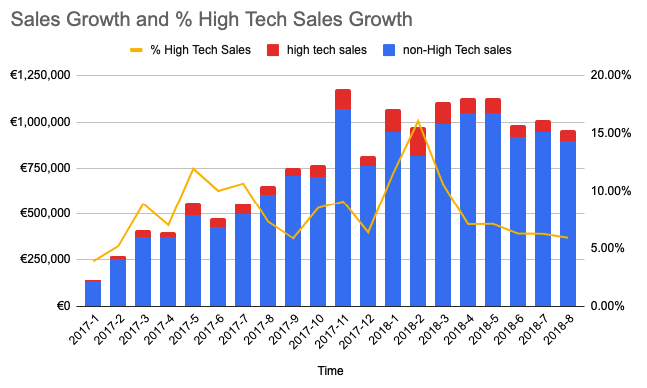 Sales Growth and % High Tech Sales Growth
% High Tech Sales high tech sales non-High Tech sales
€1,250,000 20.00%
€1,000,000 15.00%
€750,000
€500,000 10.00%
€250,000 5.00%
€0 0.00%
2017-1 2017-2 2017-3 2017-4 2017-5 2017-6 2017-7 2017-8 2017-9 2017-10 2017-11 2017-12 2018-1 2018-2 2018-3 2018-4 2018-5 2018-6 2018-7 2018-8
Time